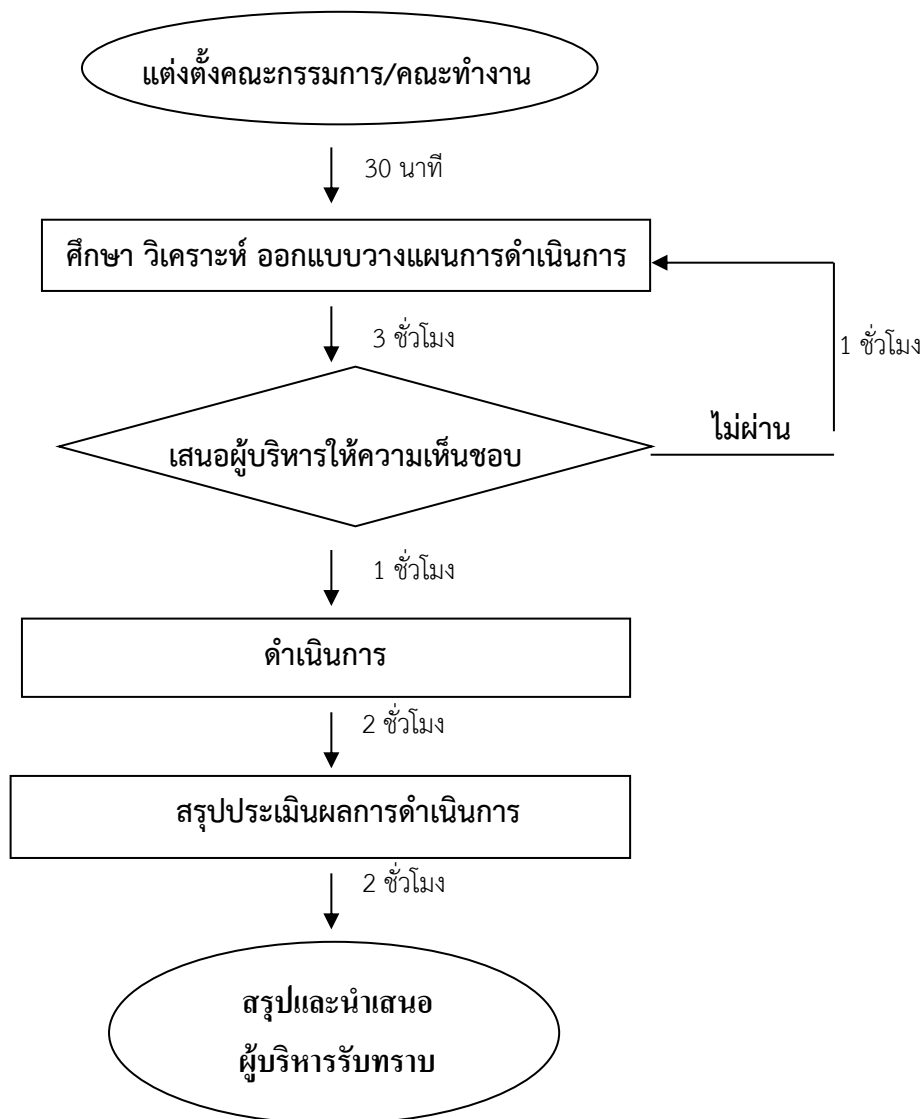 แต่งตั้งคณะกรรมการ/คณะทำงาน
30 นาที
ศึกษา วิเคราะห์ ออกแบบวางแผนการดำเนินการ
3 ชั่วโมง
1 ชั่วโมง
ไม่ผ่าน
เสนอผู้บริหารให้ความเห็นชอบ
1 ชั่วโมง
ดำเนินการ
2 ชั่วโมง
สรุปประเมินผลการดำเนินการ
2 ชั่วโมง
สรุปและนำเสนอ
ผู้บริหารรับทราบ